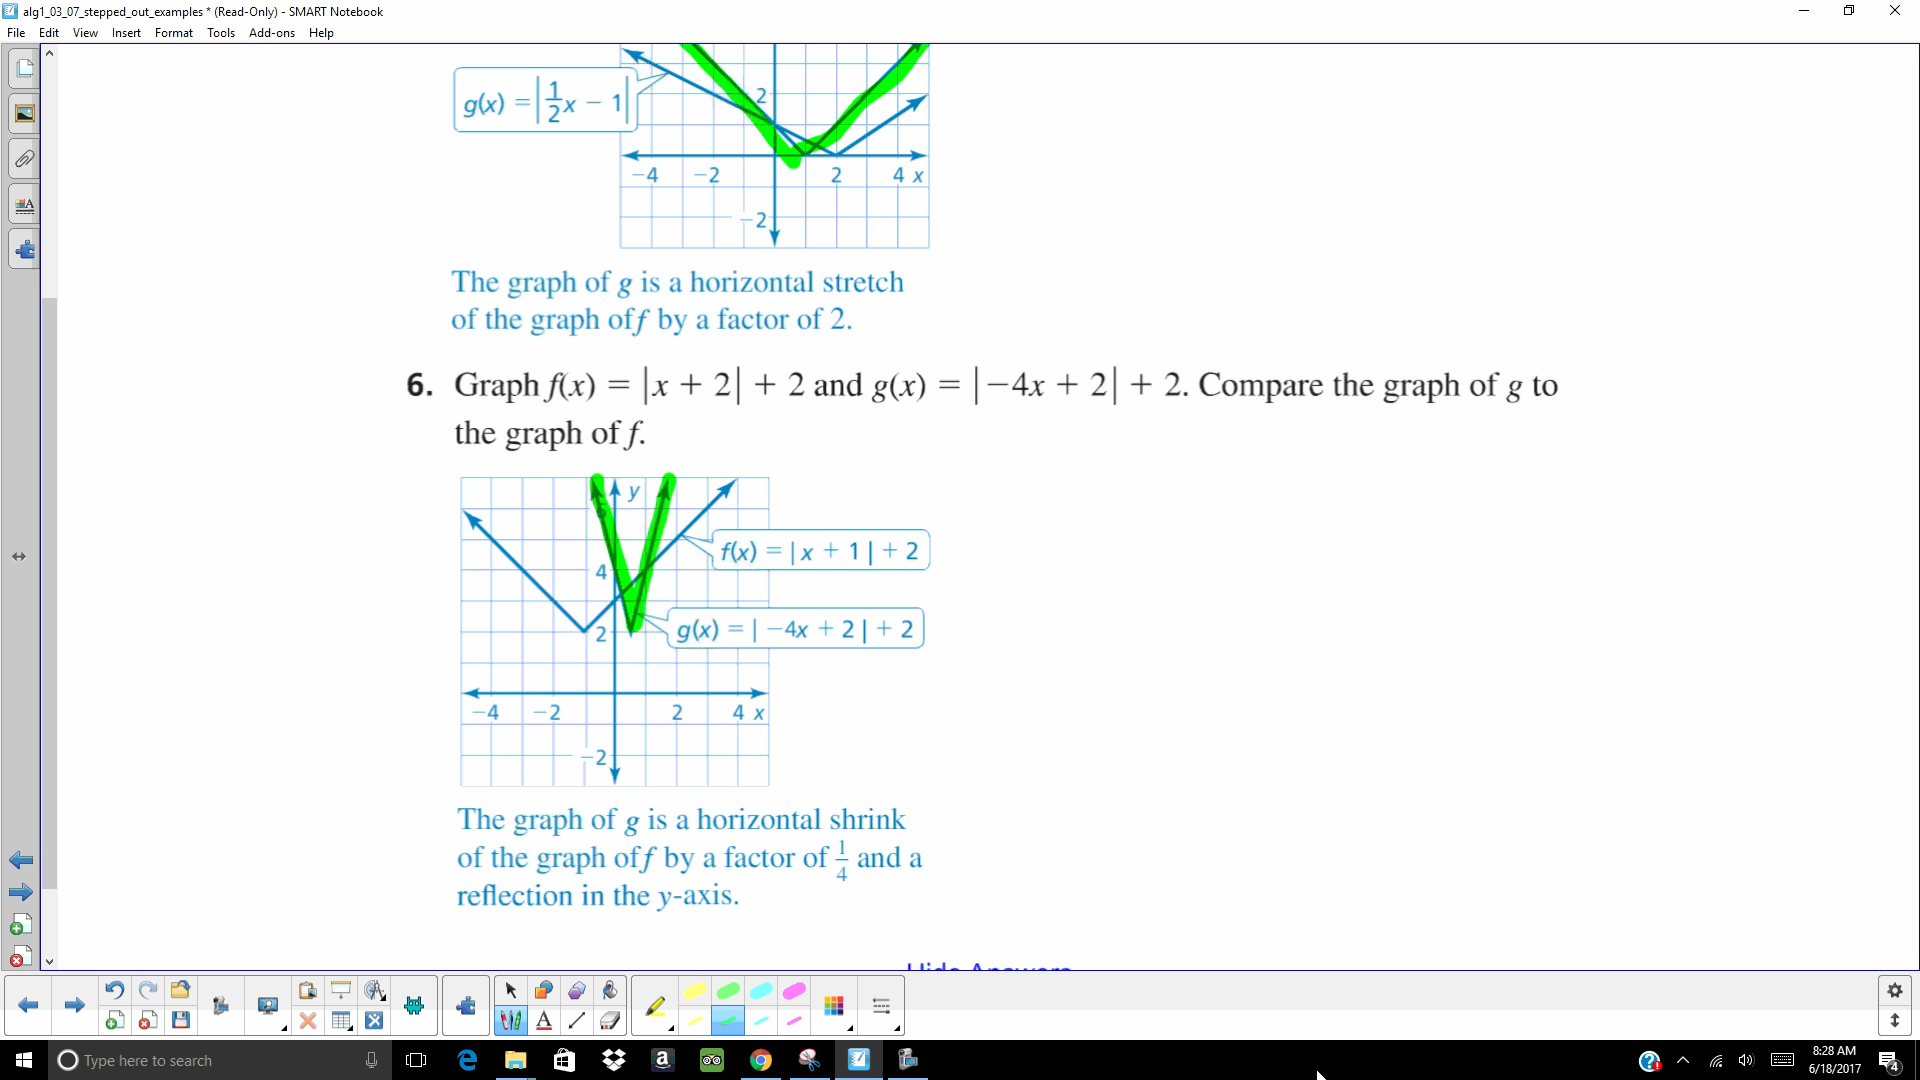 alg1_03_07_stepped_out_examples * (Read-Only) - SMART Notebook
File Edit View Insert Format Tools Add-ons Help
g(x) = |1/2x − 1|
2
−4 −2 2 4 x
−2
The graph of g is a horizontal stretch
of the graph of f by a factor of 2.
6. Graph f(x) = |x + 2| + 2 and g(x) = |−4x + 2| + 2. Compare the graph of g to
the graph of f.
y
6
f(x) = |x + 1| + 2
4
g(x) = |−4x + 2| + 2
2
−4 −2 2 4 x
−2
The graph of g is a horizontal shrink
of the graph of f by a factor of 1/4 and a
reflection in the y-axis.
Hide Answers
Type here to search
8:28 AM
6/18/2017
4